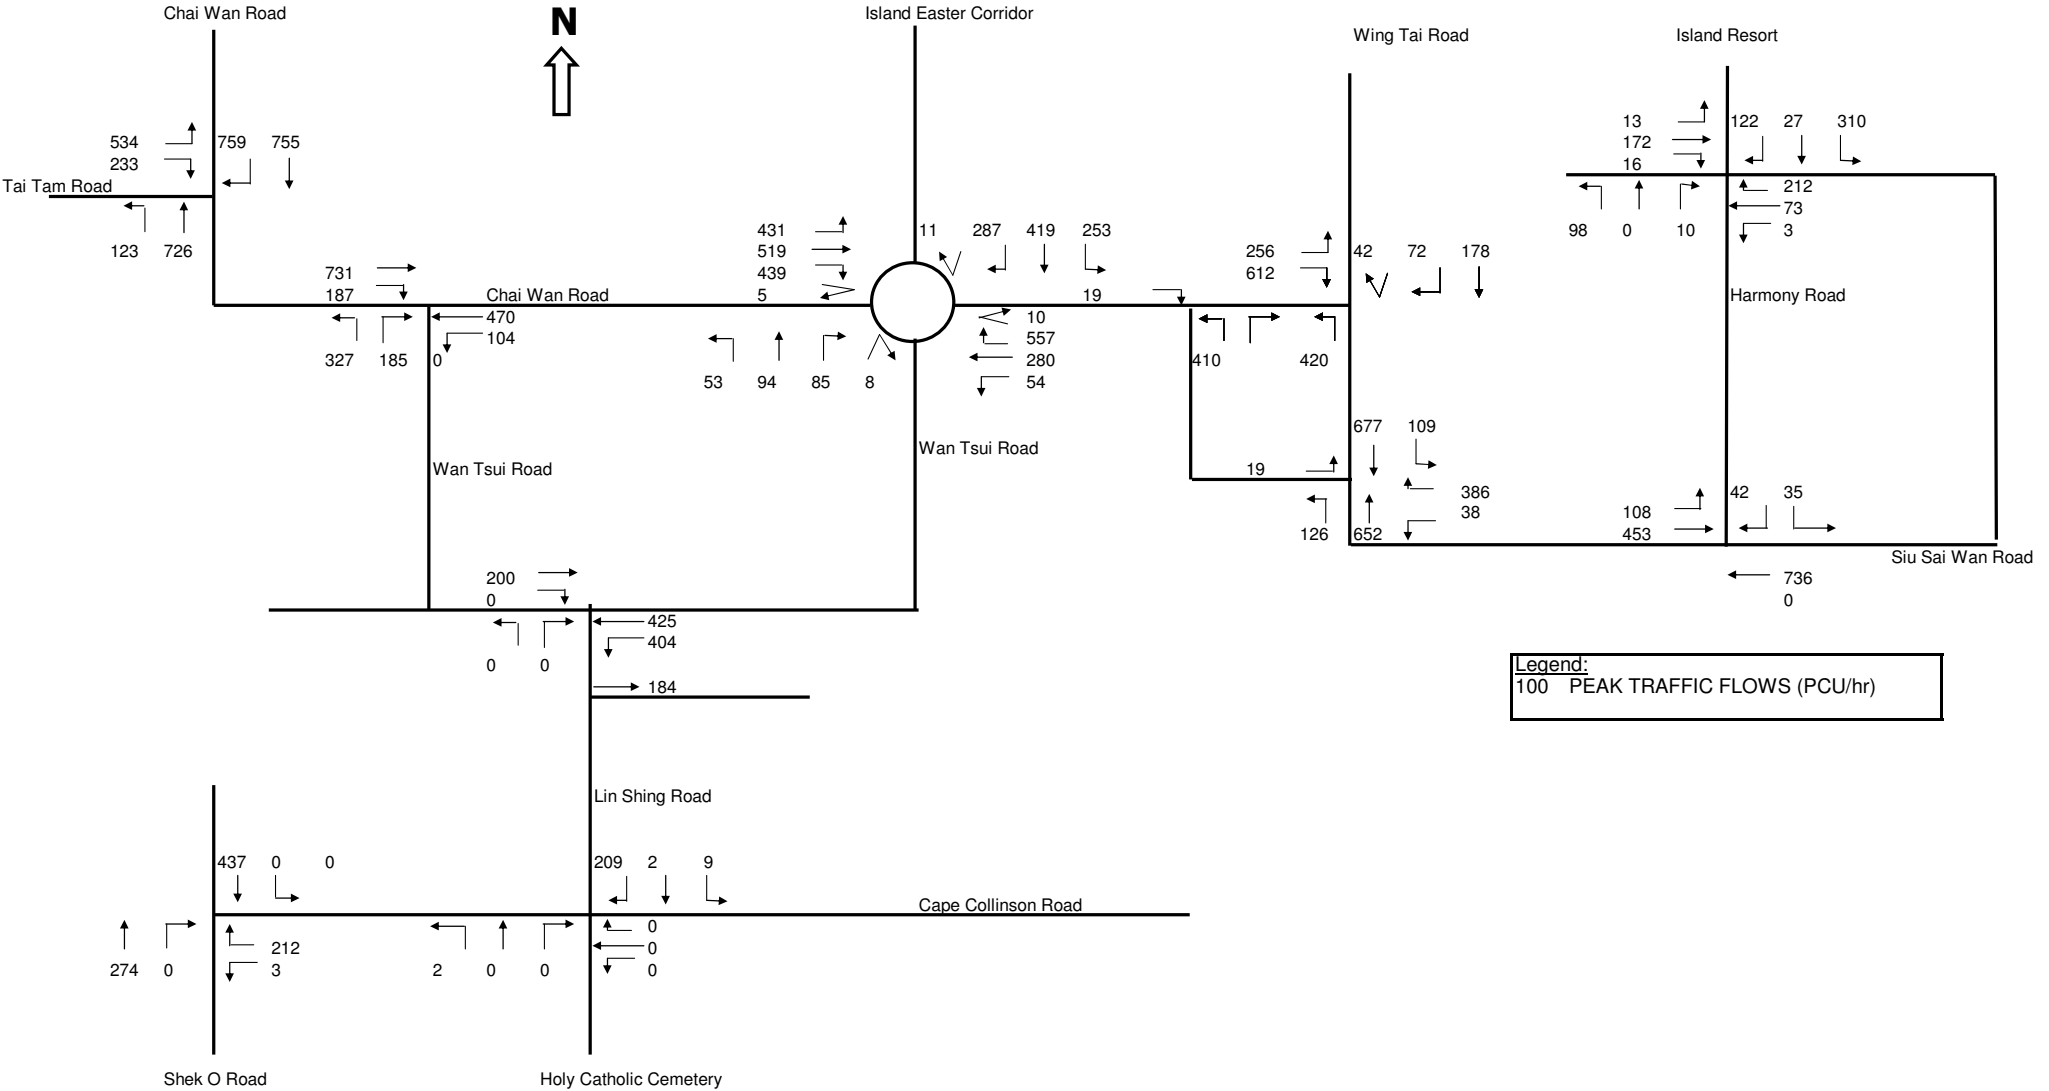 Chai Wan Road
N
Island Easter Corridor
Wing Tai Road
Island Resort
534
233
759 755
Tai Tam Road
123 726
13
172
16
122 27 310
212
73
3
98 0 10
431
519
439
5
11 287 419 253
256
612
42 72 178
731
187
Chai Wan Road
470
104
327 185 0
19
10
557
280
54
53 94 85 8
410 420
Harmony Road
677 109
Wan Tsui Road
Wan Tsui Road
19
386
38
126 652
108
453
42 35
Siu Sai Wan Road
736
0
200
0
425
404
0 0
184
Legend:
100 PEAK TRAFFIC FLOWS (PCU/hr)
Lin Shing Road
437 0 0
209 2 9
Cape Collinson Road
0
0
0
212
3
274 0
2 0 0
Shek O Road
Holy Catholic Cemetery